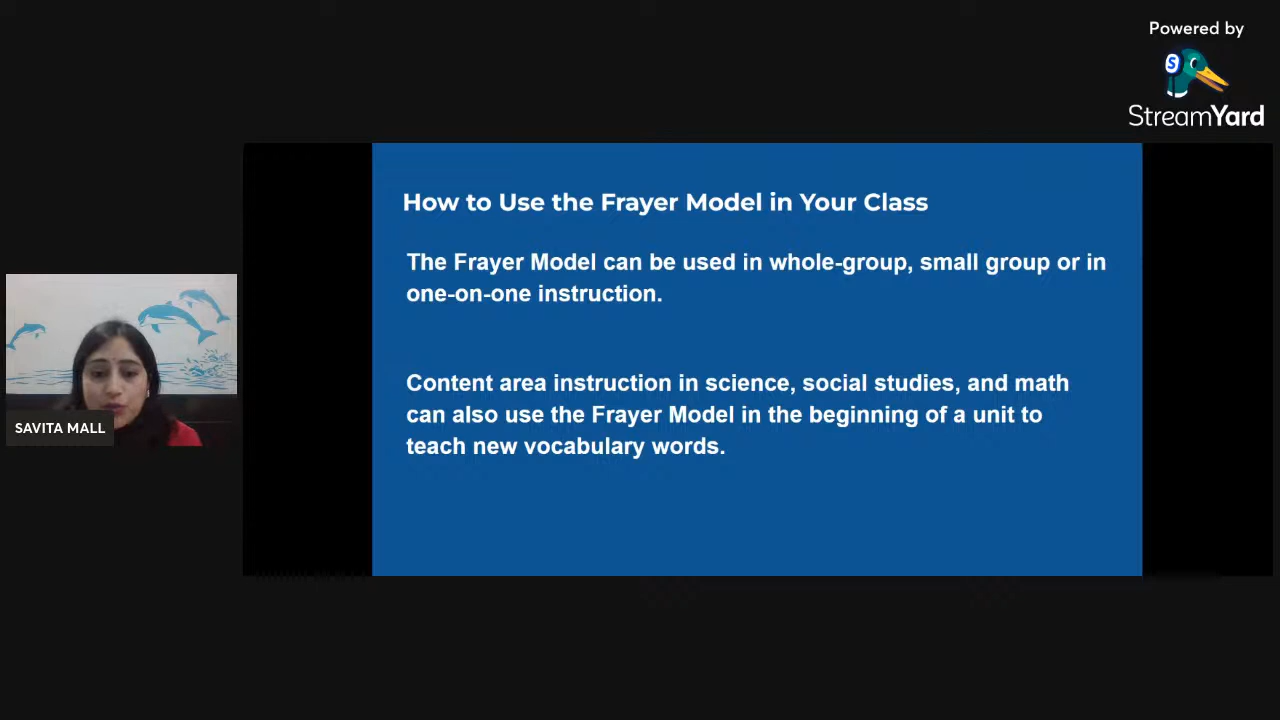 Powered by
S
StreamYard
How to Use the Frayer Model in Your Class
The Frayer Model can be used in whole-group, small group or in
one-on-one instruction.
Content area instruction in science, social studies, and math
can also use the Frayer Model in the beginning of a unit to
teach new vocabulary words.
SAVITA MALL